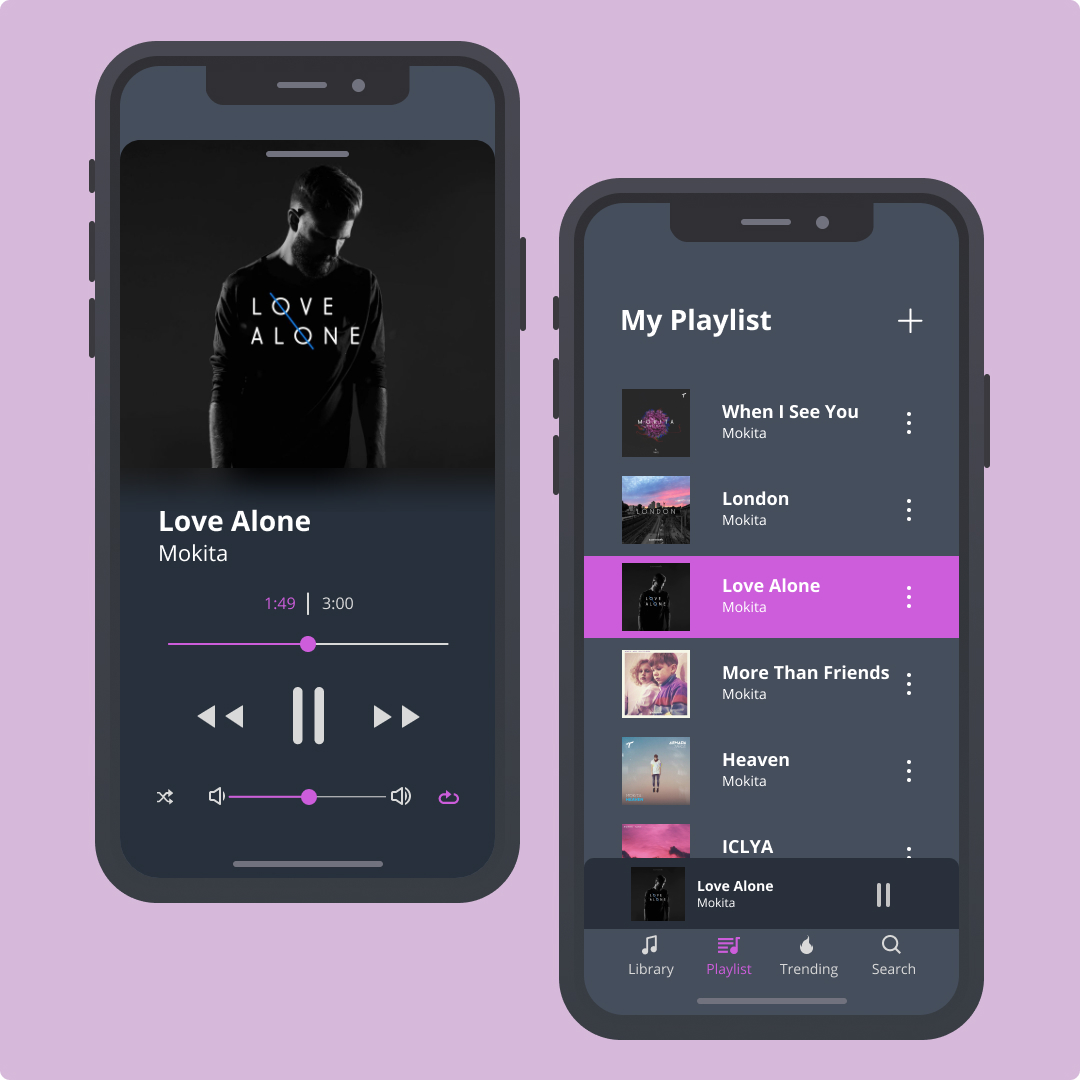 LOVE
ALONE
Love Alone
Mokita
1:49 | 3:00
My Playlist
MOKITA
When I See You
Mokita
LONDON
London
Mokita
LOVE
ALONE
Love Alone
Mokita
More Than Friends
Mokita
Heaven
Mokita
ICLYA
LOVE
ALONE
Love Alone
Mokita
Library
Playlist
Trending
Search